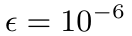 ϵ = 10⁻⁶